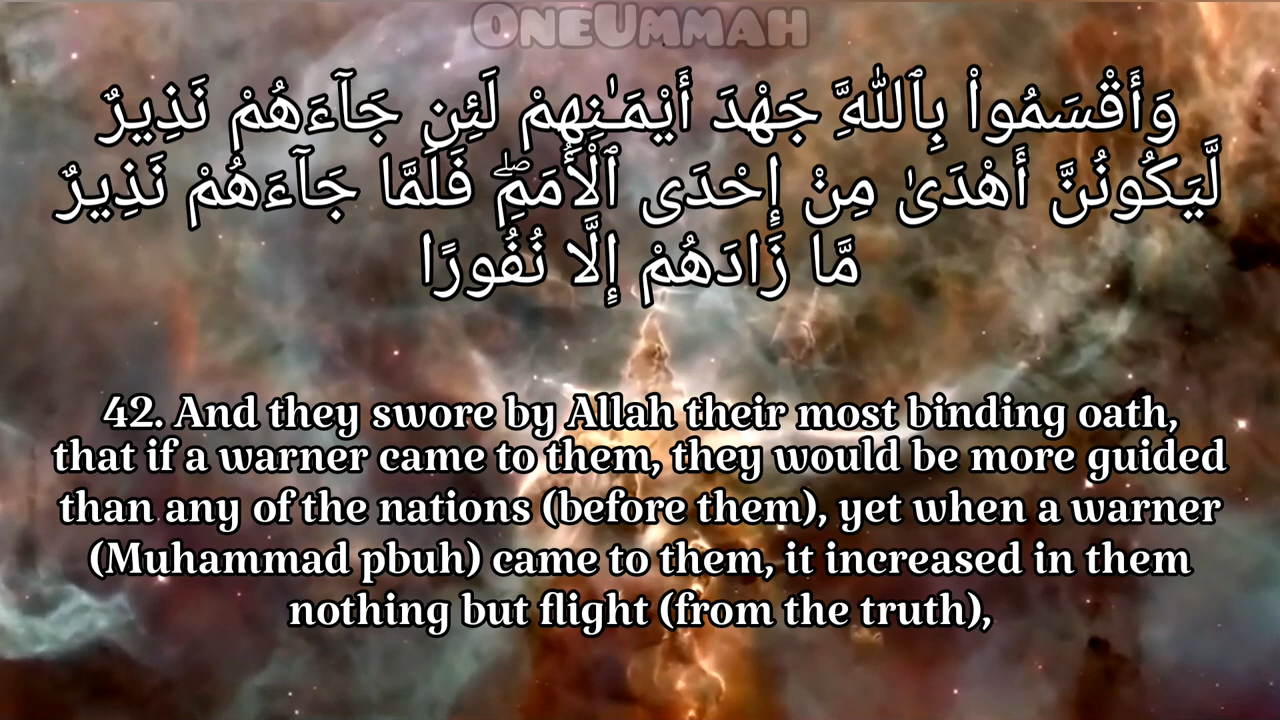 OneUmmah
وَأَقْسَمُوا۟ بِٱللَّهِ جَهْدَ أَيْمَـٰنِهِمْ لَئِن جَآءَهُمْ نَذِيرٌ
لَّيَكُونُنَّ أَهْدَىٰ مِنْ إِحْدَى ٱلْأُمَمِ ۖ فَلَمَّا جَآءَهُمْ نَذِيرٌ
مَّا زَادَهُمْ إِلَّا نُفُورًا
42. And they swore by Allah their most binding oath,
that if a warner came to them, they would be more guided
than any of the nations (before them), yet when a warner
(Muhammad pbuh) came to them, it increased in them
nothing but flight (from the truth),